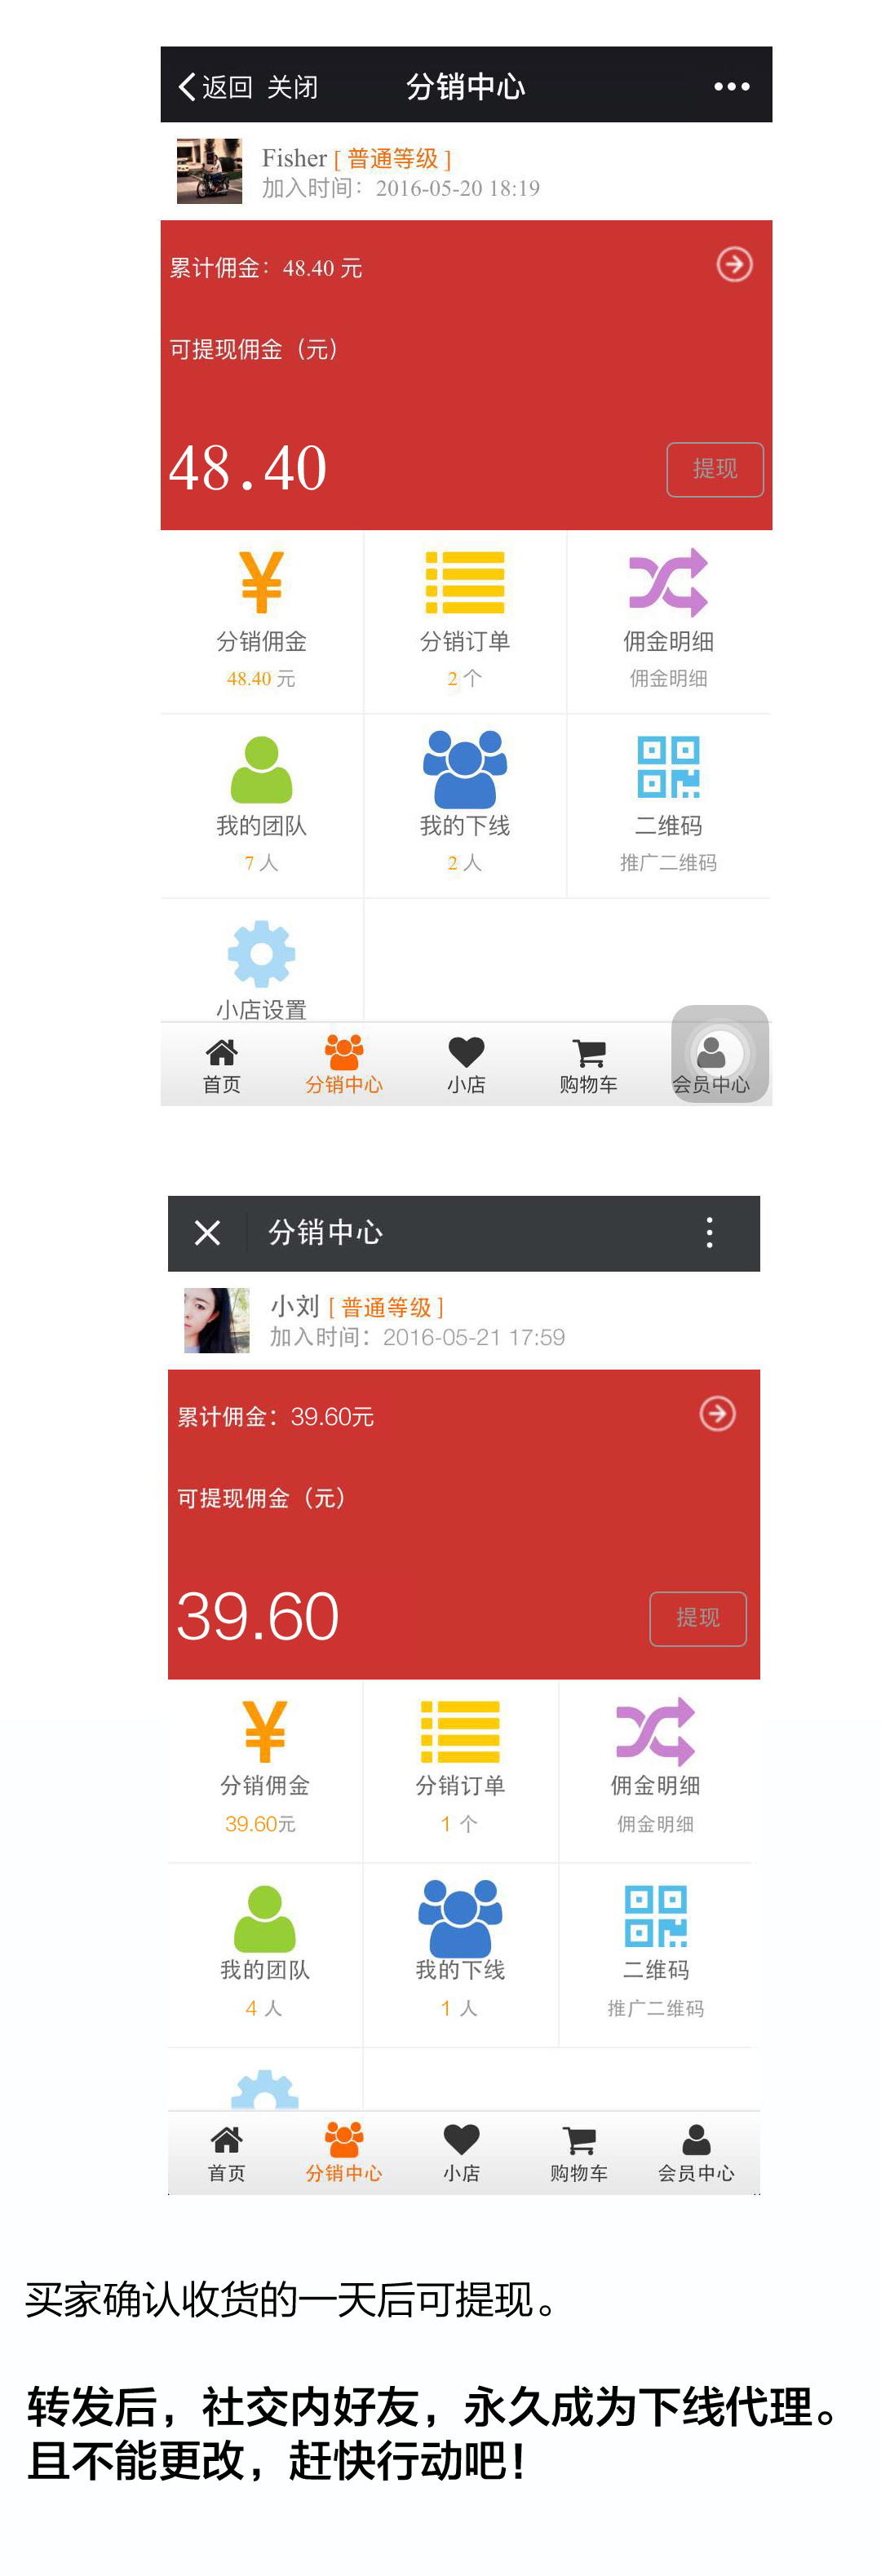 返回 关闭 分销中心
Fisher [ 普通等级 ]
加入时间：2016-05-20 18:19
累计佣金：48.40 元
可提现佣金（元）
48.40 提现
分销佣金 分销订单 佣金明细
48.40 元 2 个 佣金明细
我的团队 我的下线 二维码
7 人 2 人 推广二维码
小店设置
首页 分销中心 小店 购物车 会员中心
分销中心
小刘 [ 普通等级 ]
加入时间：2016-05-21 17:59
累计佣金：39.60元
可提现佣金（元）
39.60 提现
分销佣金 分销订单 佣金明细
39.60元 1 个 佣金明细
我的团队 我的下线 二维码
4 人 1 人 推广二维码
首页 分销中心 小店 购物车 会员中心
买家确认收货的一天后可提现。
转发后，社交内好友，永久成为下线代理。
且不能更改，赶快行动吧！